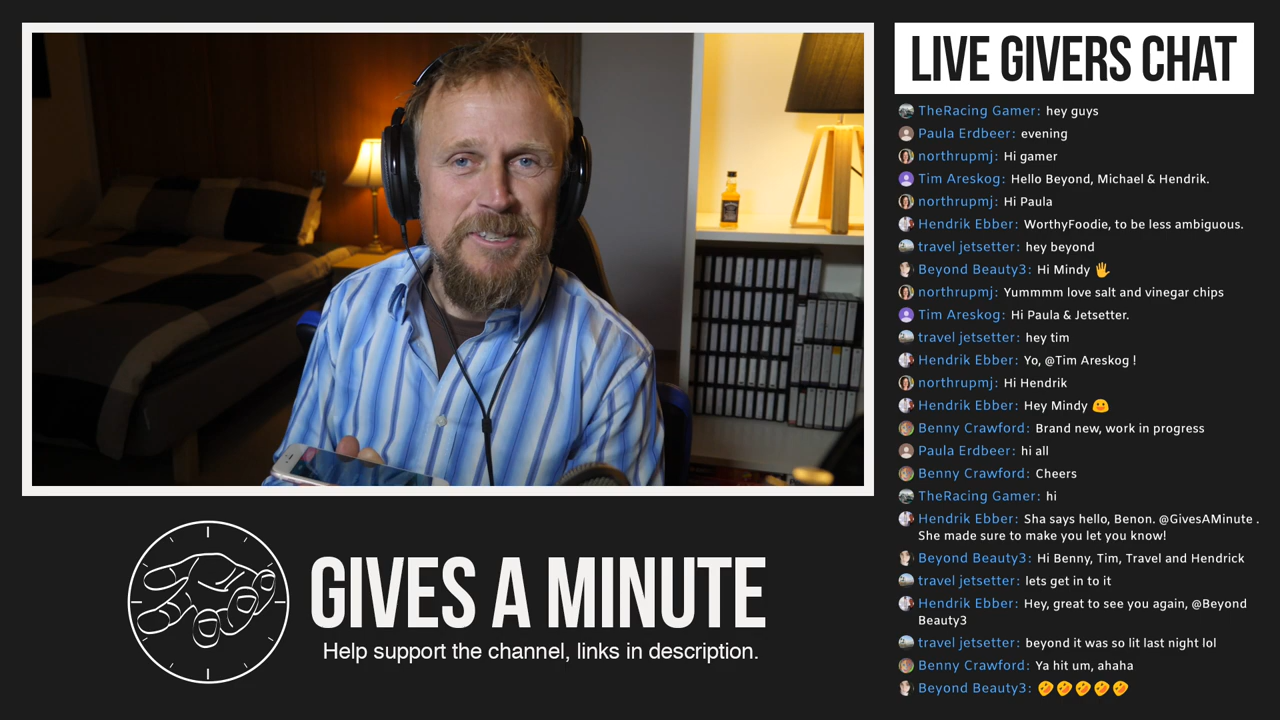 LIVE GIVERS CHAT
TheRacing Gamer: hey guys
Paula Erdbeer: evening
northrupmj: Hi gamer
Tim Areskog: Hello Beyond, Michael & Hendrik.
northrupmj: Hi Paula
Hendrik Ebber: WorthyFoodie, to be less ambiguous.
travel jetsetter: hey beyond
Beyond Beauty3: Hi Mindy 🖐
northrupmj: Yummmm love salt and vinegar chips
Tim Areskog: Hi Paula & Jetsetter.
travel jetsetter: hey tim
Hendrik Ebber: Yo, @Tim Areskog !
northrupmj: Hi Hendrik
Hendrik Ebber: Hey Mindy
Benny Crawford: Brand new, work in progress
Paula Erdbeer: hi all
Benny Crawford: Cheers
TheRacing Gamer: hi
Hendrik Ebber: Sha says hello, Benon. @GivesAMinute .
She made sure to make you let you know!
Beyond Beauty3: Hi Benny, Tim, Travel and Hendrick
travel jetsetter: lets get in to it
Hendrik Ebber: Hey, great to see you again, @Beyond
Beauty3
travel jetsetter: beyond it was so lit last night lol
Benny Crawford: Ya hit um, ahaha
Beyond Beauty3:
GIVES A MINUTE
Help support the channel, links in description.